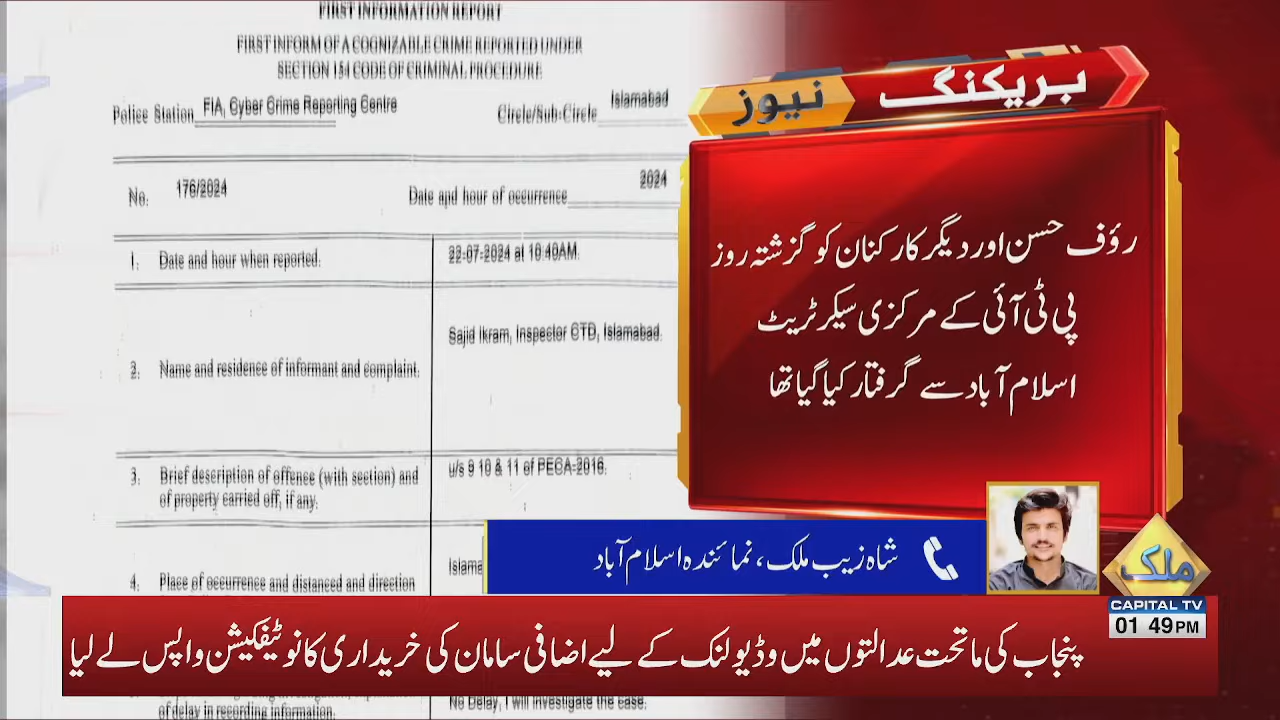 FIRST INFORMATION REPORT
FIRST INFORM OF A COGNIZABLE CRIME REPORTED UNDER
SECTION 154 CODE OF CRIMINAL PROCEDURE
Police Station FIA, Cyber Crime Reporting Centre Circle/Sub-Circle Islamabad
No. 176/2024 Date and hour of occurrence 2024
1. Date and hour when reported. 22-07-2024 at 10:40AM.
2. Name and residence of informant and complaint. Sajid Ikram, Inspector CTD, Islamabad.
3. Brief description of offence (with section) and u/s 9 10 & 11 of PECA-2016.
of property carried off, if any.
4. Place of occurrence and distanced and direction Islama
of delay in recording information. No Delay, I will investigate the case.
بریکنگ نیوز
رؤف حسن اور دیگر کارکنان کو گزشتہ روز
پی ٹی آئی کے مرکزی سیکرٹریٹ
اسلام آباد سے گرفتار کیا گیا تھا
شاہ زیب ملک، نمائندہ اسلام آباد
ملک
CAPITAL TV
01 49 PM
پنجاب کی ماتحت عدالتوں میں وڈیو لنک کے لیے اضافی سامان کی خریداری کا نوٹیفکیشن واپس لے لیا